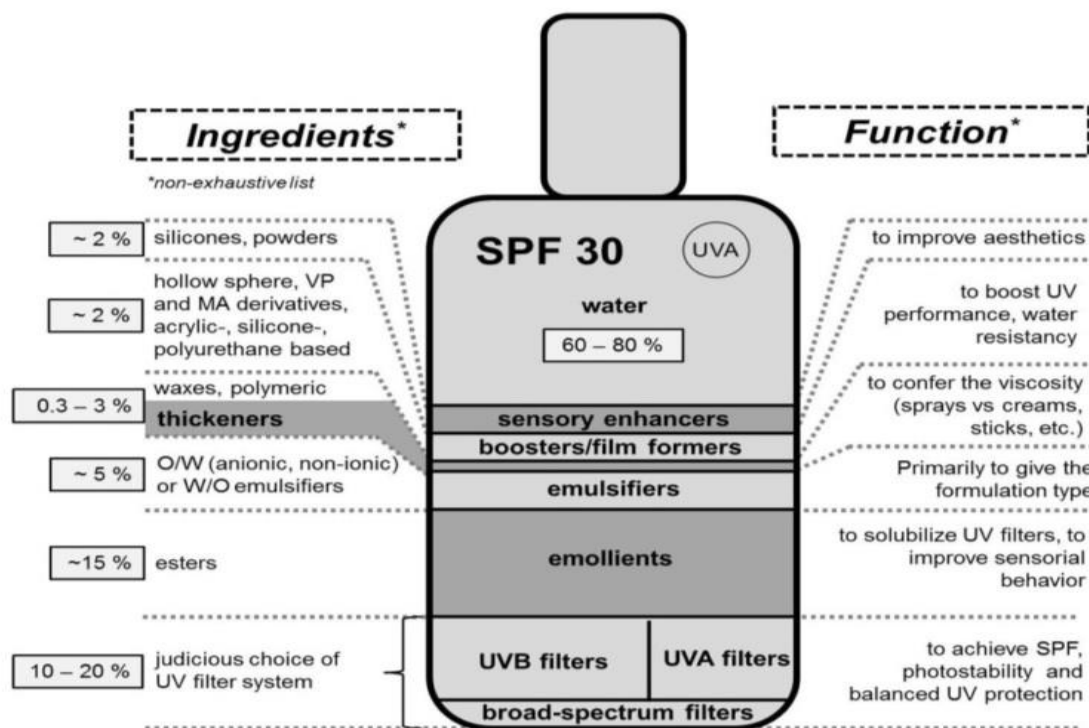 Ingredients*
*non-exhaustive list
~ 2 %
silicones, powders
~ 2 %
hollow sphere, VP
and MA derivatives,
acrylic-, silicone-,
polyurethane based
0.3 – 3 %
waxes, polymeric
thickeners
~ 5 %
O/W (anionic, non-ionic)
or W/O emulsifiers
~15 %
esters
10 – 20 %
judicious choice of
UV filter system
SPF 30
UVA
water
60 – 80 %
sensory enhancers
boosters/film formers
emulsifiers
emollients
UVB filters
UVA filters
broad-spectrum filters
Function*
to improve aesthetics
to boost UV
performance, water
resistancy
to confer the viscosity
(sprays vs creams,
sticks, etc.)
Primarily to give the
formulation type
to solubilize UV filters, to
improve sensorial
behavior
to achieve SPF,
photostability and
balanced UV protection